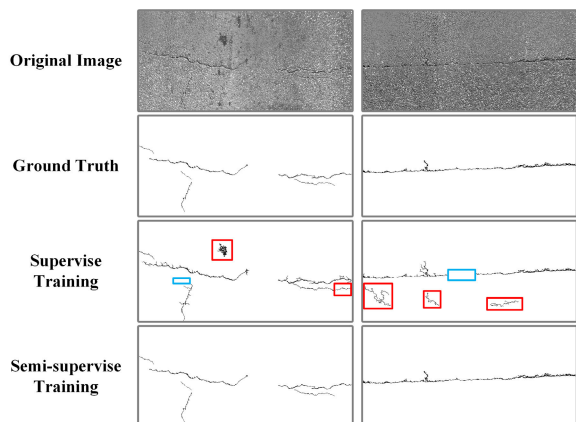 Original Image
Ground Truth
Supervise
Training
Semi-supervise
Training